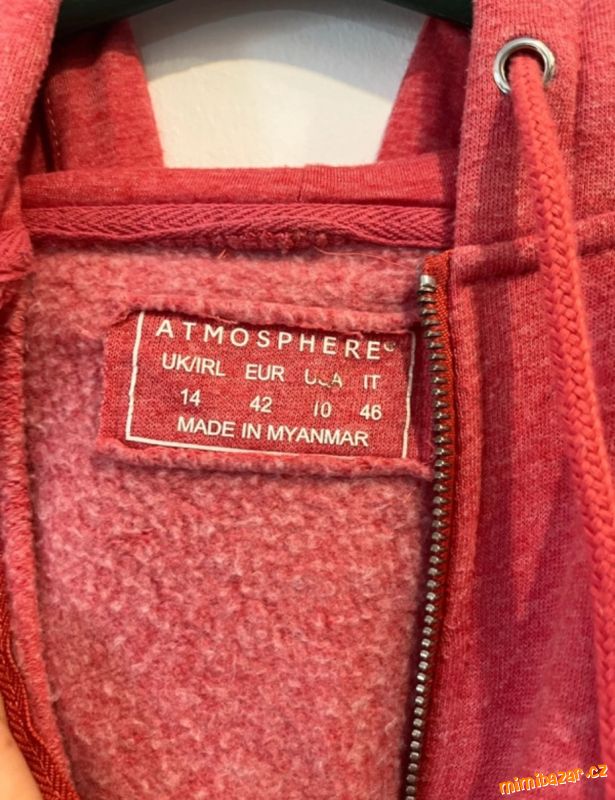 ATMOSPHERE©
UK/IRL EUR USA IT
14 42 10 46
MADE IN MYANMAR
mimibazar.cz